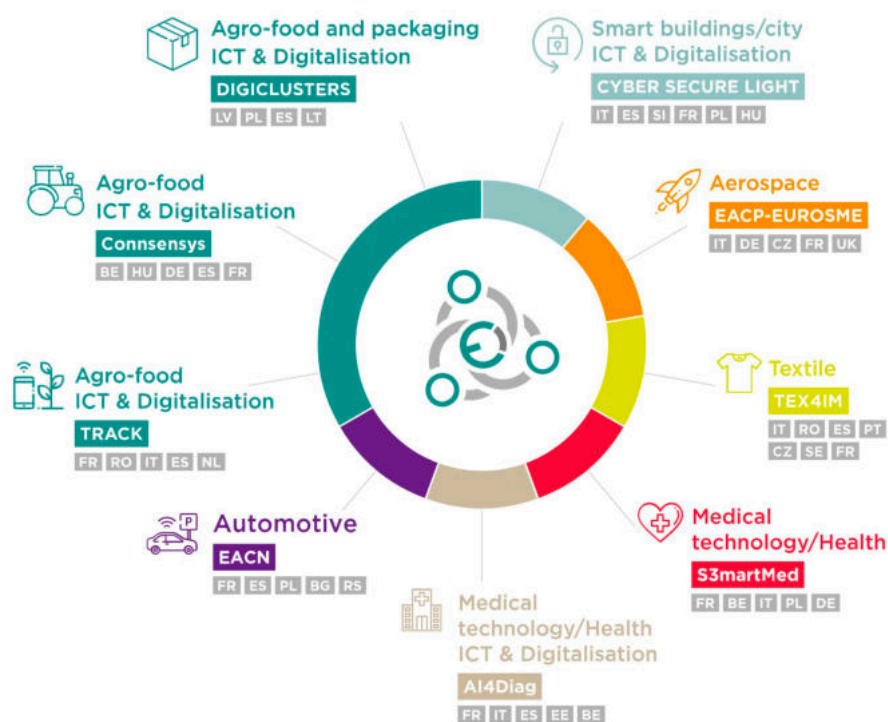 Agro-food and packaging
ICT & Digitalisation
DIGICLUSTERS
LV PL ES LT
Smart buildings/city
ICT & Digitalisation
CYBER SECURE LIGHT
IT ES SI FR PL HU
Agro-food
ICT & Digitalisation
Connsensys
BE HU DE ES FR
Aerospace
EACP-EUROSME
IT DE CZ FR UK
Agro-food
ICT & Digitalisation
TRACK
FR RO IT ES NL
Textile
TEX4IM
IT RO ES PT
CZ SE FR
Automotive
EACN
FR ES PL BG RS
P
Medical
technology/Health
S3martMed
FR BE IT PL DE
Medical
technology/Health
ICT & Digitalisation
AI4Diag
FR IT ES EE BE